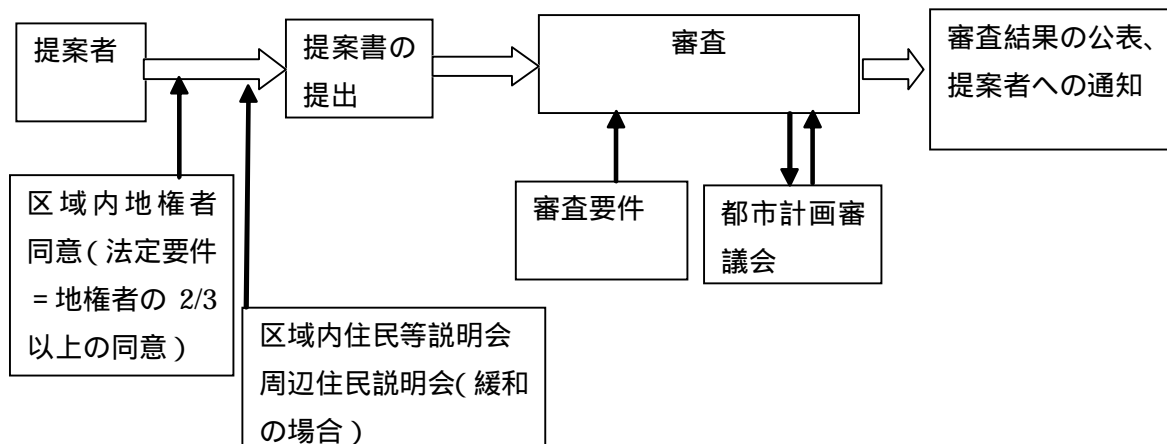 提案者
提案書の
提出
審査
審査結果の公表、
提案者への通知
区域内地権者
同意(法定要件
=地権者の 2/3
以上の同意)
区域内住民等説明会
周辺住民説明会(緩和
の場合)
審査要件
都市計画審
議会